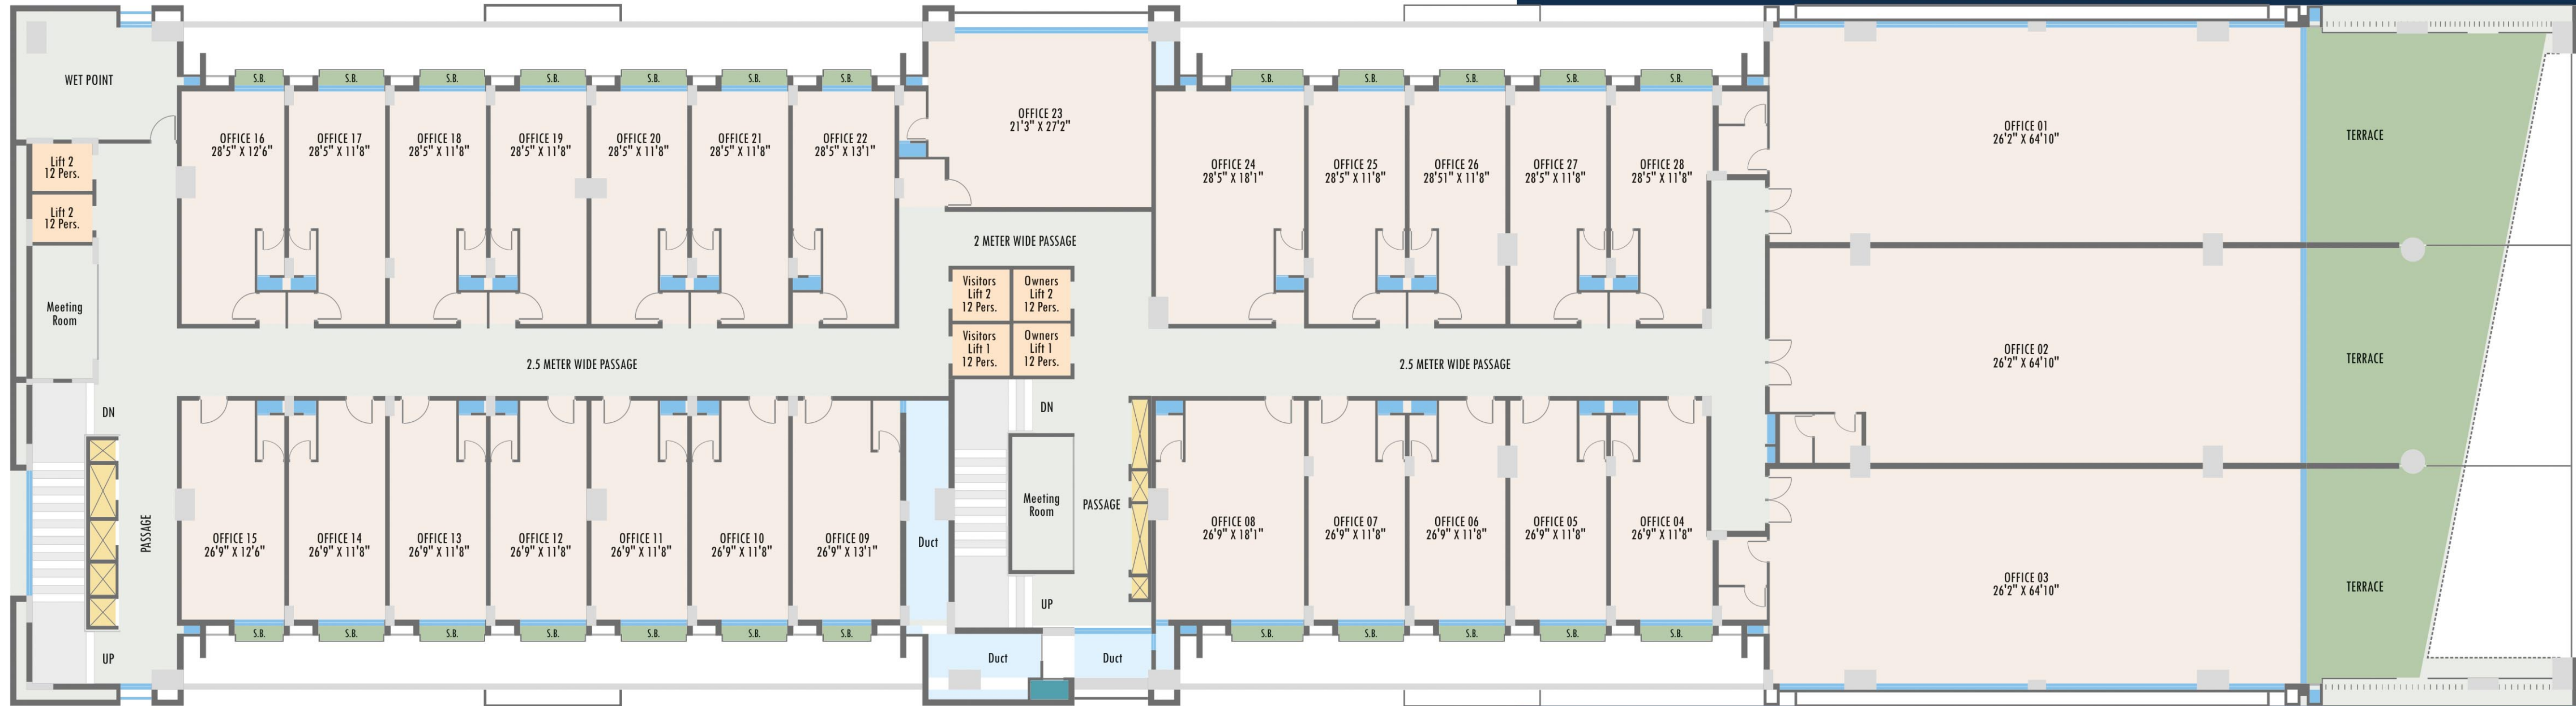 WET POINT
Lift 2
12 Pers.
Lift 2
12 Pers.
Meeting
Room
DN
UP
PASSAGE
S.B.
S.B.
S.B.
S.B.
S.B.
S.B.
S.B.
OFFICE 16
28'5" X 12'6"
OFFICE 17
28'5" X 11'8"
OFFICE 18
28'5" X 11'8"
OFFICE 19
28'5" X 11'8"
OFFICE 20
28'5" X 11'8"
OFFICE 21
28'5" X 11'8"
OFFICE 22
28'5" X 13'1"
OFFICE 23
21'3" X 27'2"
2 METER WIDE PASSAGE
S.B.
S.B.
S.B.
S.B.
S.B.
OFFICE 24
28'5" X 18'1"
OFFICE 25
28'5" X 11'8"
OFFICE 26
28'51" X 11'8"
OFFICE 27
28'5" X 11'8"
OFFICE 28
28'5" X 11'8"
OFFICE 01
26'2" X 64'10"
TERRACE
Visitors
Lift 2
12 Pers.
Owners
Lift 2
12 Pers.
Visitors
Lift 1
12 Pers.
Owners
Lift 1
12 Pers.
2.5 METER WIDE PASSAGE
2.5 METER WIDE PASSAGE
OFFICE 02
26'2" X 64'10"
TERRACE
OFFICE 15
26'9" X 12'6"
OFFICE 14
26'9" X 11'8"
OFFICE 13
26'9" X 11'8"
OFFICE 12
26'9" X 11'8"
OFFICE 11
26'9" X 11'8"
OFFICE 10
26'9" X 11'8"
OFFICE 09
26'9" X 13'1"
Duct
DN
Meeting
Room
PASSAGE
UP
OFFICE 08
26'9" X 18'1"
OFFICE 07
26'9" X 11'8"
OFFICE 06
26'9" X 11'8"
OFFICE 05
26'9" X 11'8"
OFFICE 04
26'9" X 11'8"
OFFICE 03
26'2" X 64'10"
TERRACE
S.B.
S.B.
S.B.
S.B.
S.B.
S.B.
S.B.
Duct
Duct
S.B.
S.B.
S.B.
S.B.
S.B.